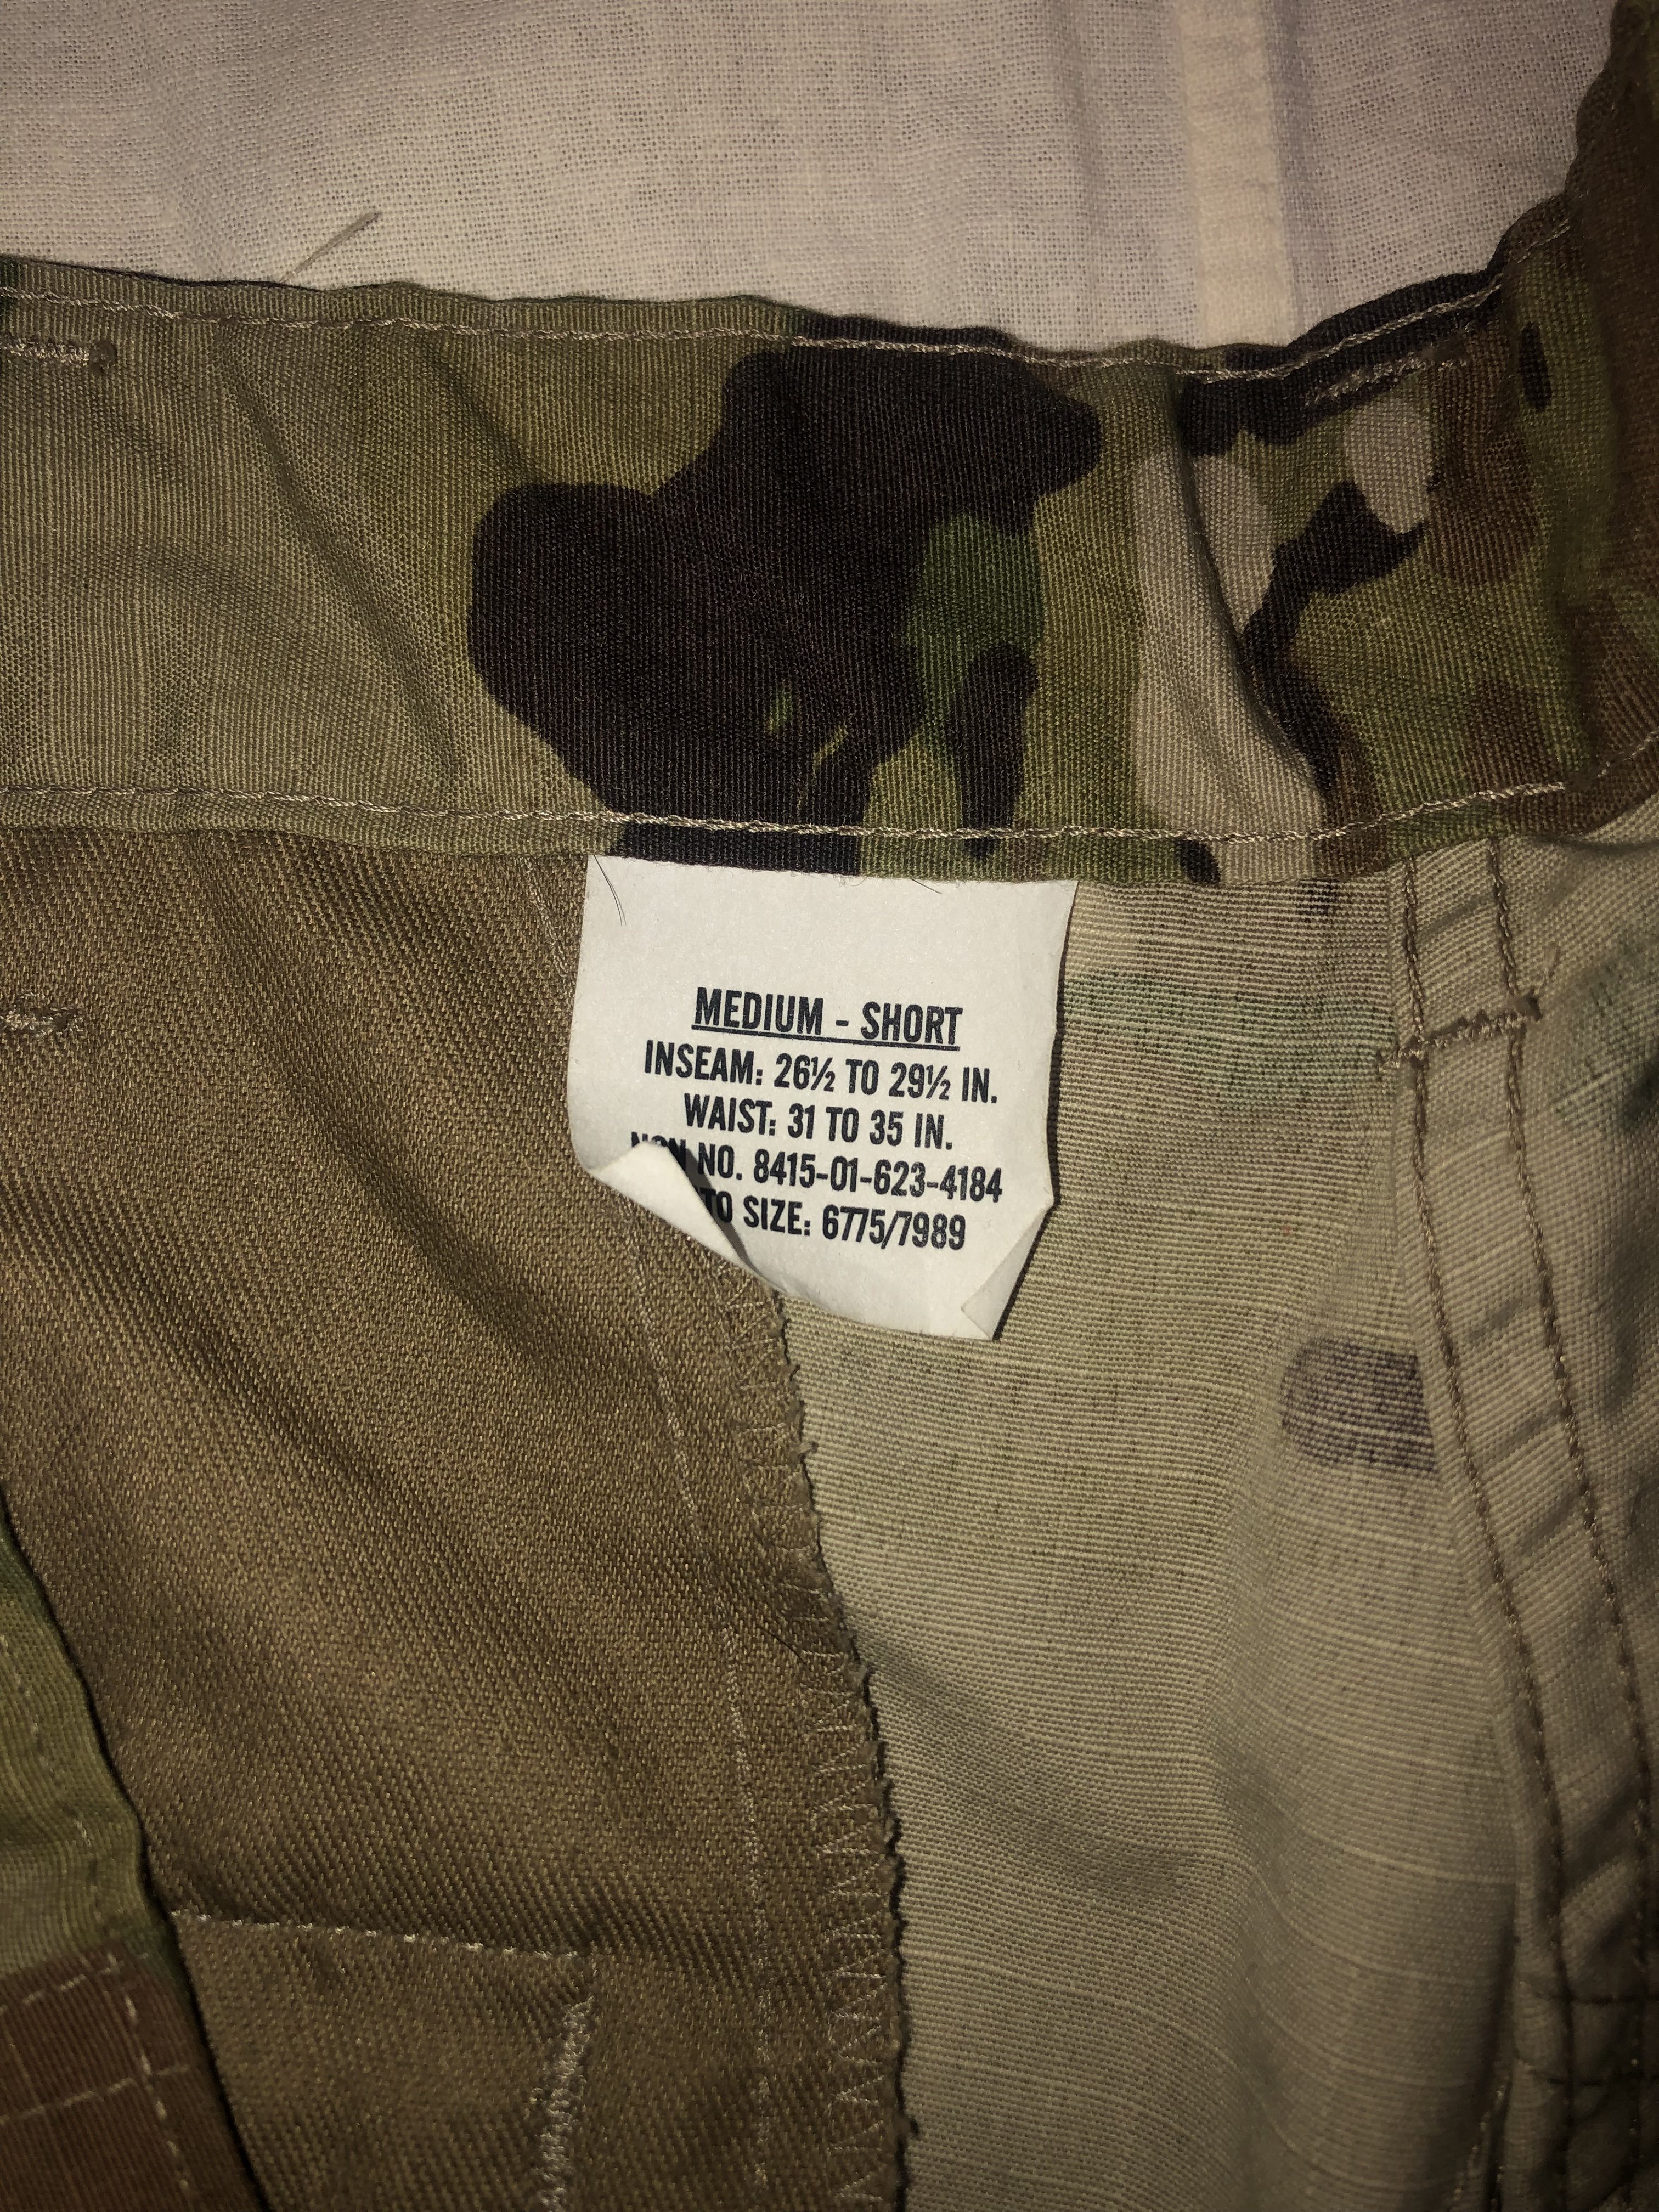 MEDIUM - SHORT
INSEAM: 26½ TO 29½ IN.
WAIST: 31 TO 35 IN.
NO. 8415-01-623-4184
SIZE: 6775/7989